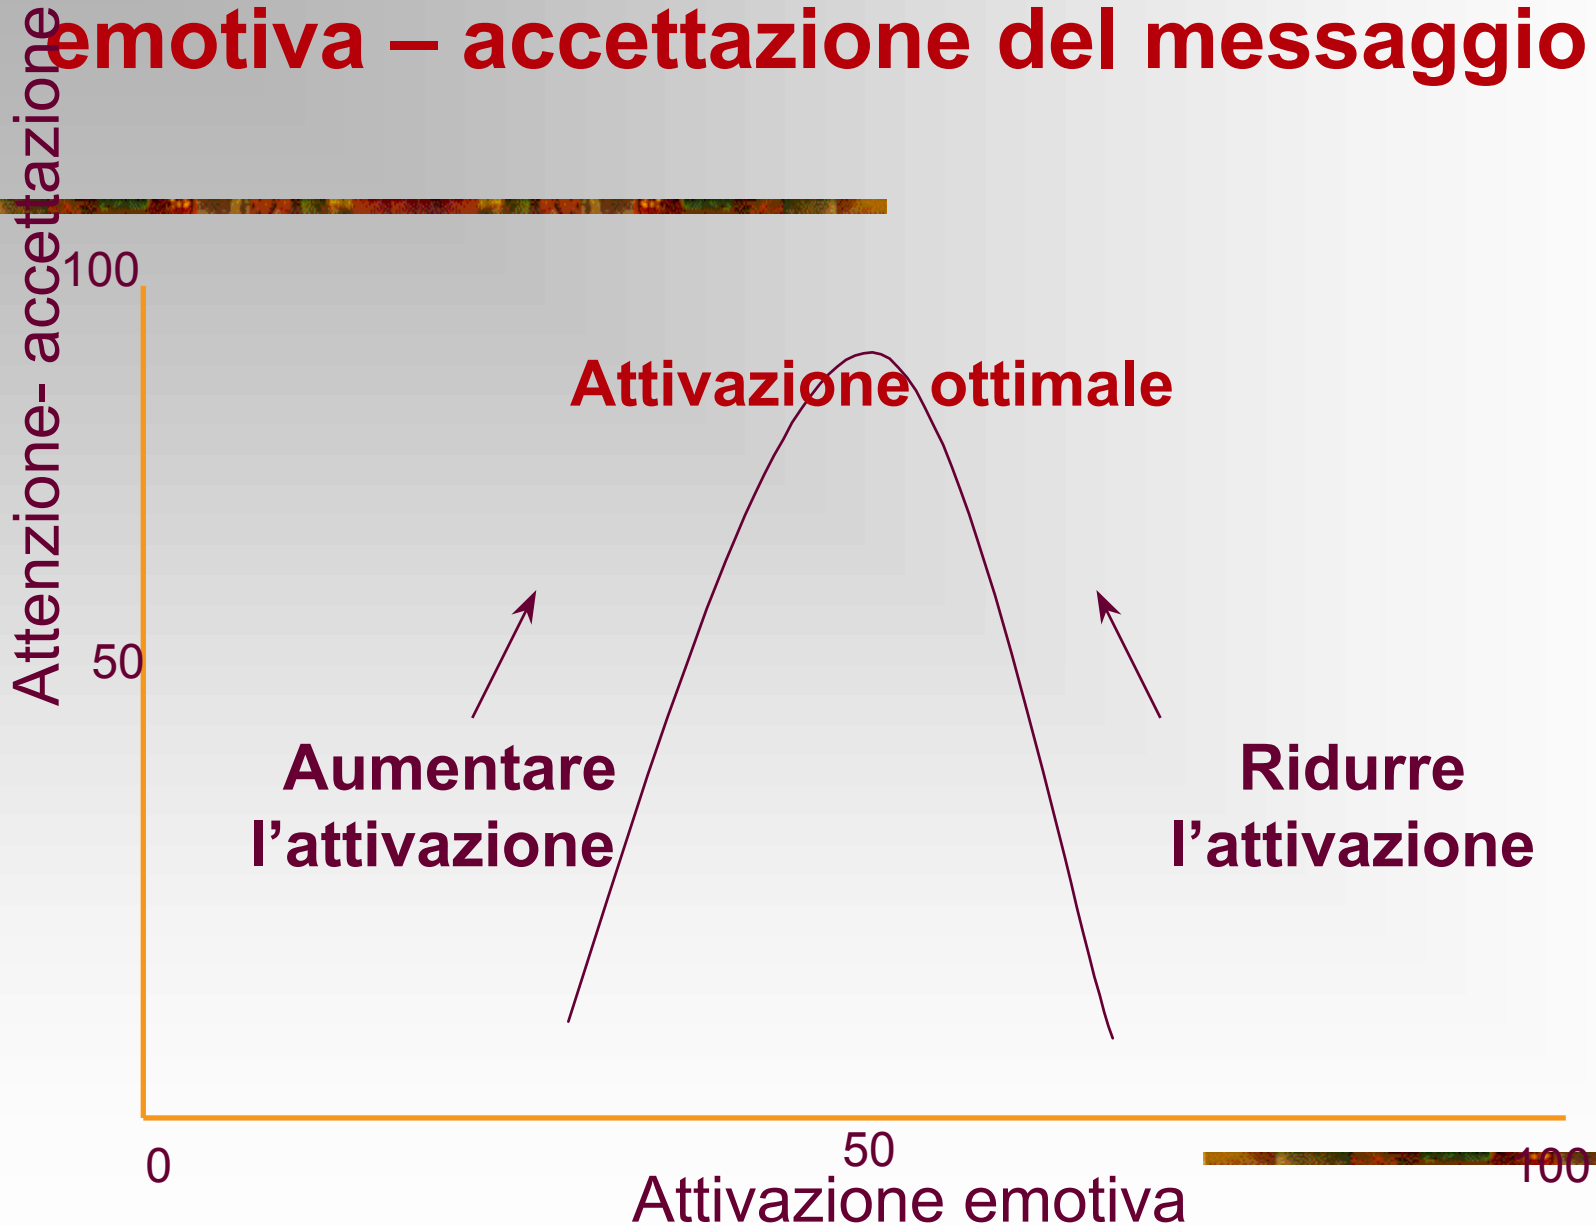 emotiva – accettazione del messaggio
Attenzione- accettazione
100
Attivazione ottimale
50
Aumentare
l’attivazione
Ridurre
l’attivazione
0
50
100
Attivazione emotiva